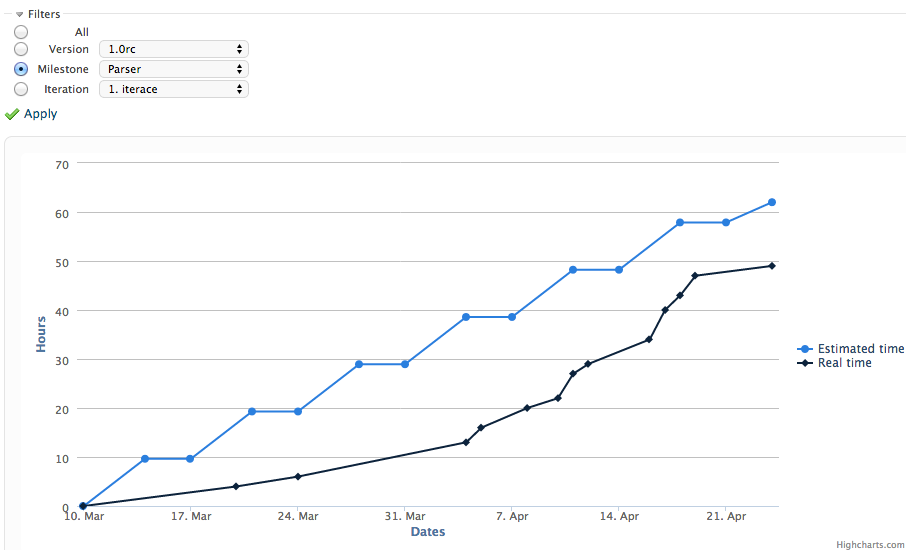 Filters
All
Version 1.0rc
Milestone Parser
Iteration 1. iterace
Apply
70
60
50
40
30
20
10
0
Hours
10. Mar 17. Mar 24. Mar 31. Mar 7. Apr 14. Apr 21. Apr
Dates
Estimated time
Real time
Highcharts.com